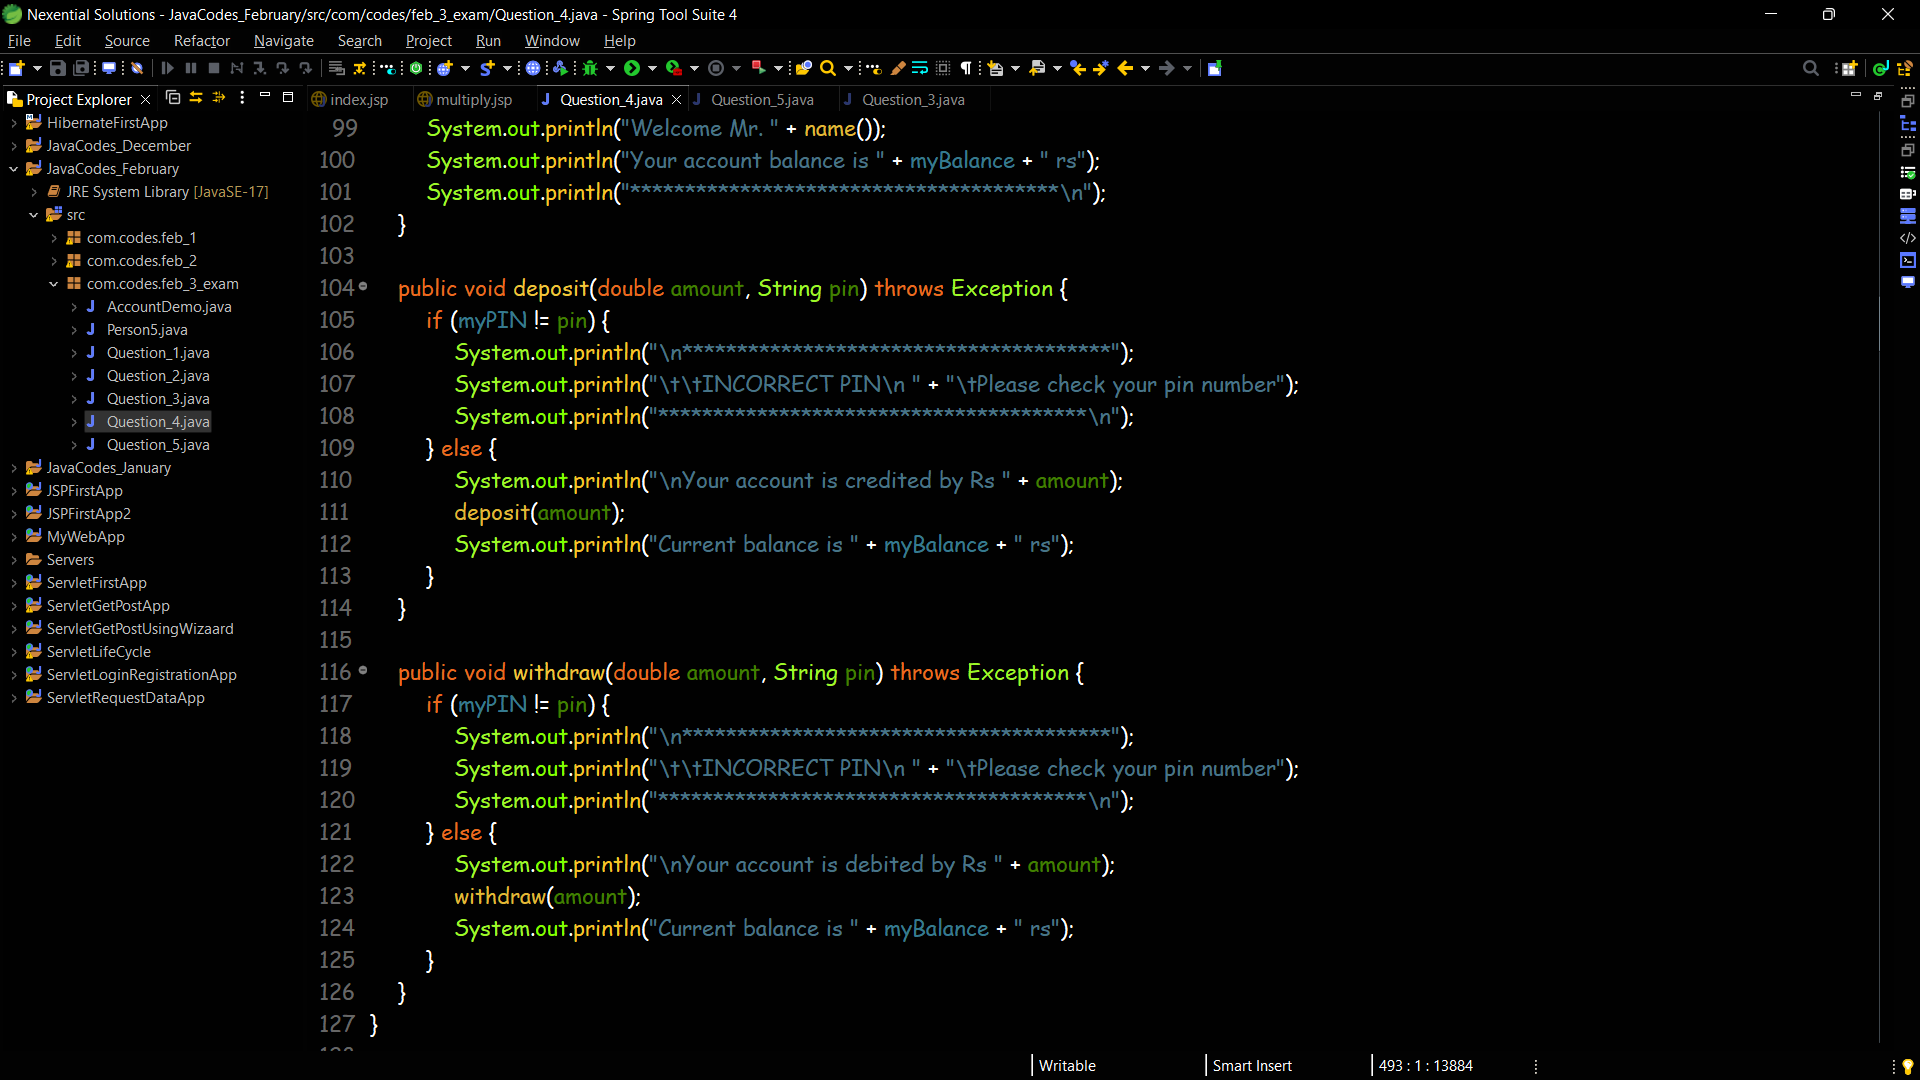 Nexential Solutions - JavaCodes_February/src/com/codes/feb_3_exam/Question_4.java - Spring Tool Suite 4
File Edit Source Refactor Navigate Search Project Run Window Help
Project Explorer
HibernateFirstApp
JavaCodes_December
JavaCodes_February
JRE System Library [JavaSE-17]
src
com.codes.feb_1
com.codes.feb_2
com.codes.feb_3_exam
AccountDemo.java
Person5.java
Question_1.java
Question_2.java
Question_3.java
Question_4.java
Question_5.java
JavaCodes_January
JSPFirstApp
JSPFirstApp2
MyWebApp
Servers
ServletFirstApp
ServletGetPostApp
ServletGetPostUsingWizaard
ServletLifeCycle
ServletLoginRegistrationApp
ServletRequestDataApp
index.jsp multiply.jsp Question_4.java Question_5.java Question_3.java
99 System.out.println("Welcome Mr. " + name());
100 System.out.println("Your account balance is " + myBalance + " rs");
101 System.out.println("***************************************\n");
102 }
103
104 public void deposit(double amount, String pin) throws Exception {
105 if (myPIN != pin) {
106 System.out.println("\n***************************************");
107 System.out.println("\t\tINCORRECT PIN\n " + "\tPlease check your pin number");
108 System.out.println("***************************************\n");
109 } else {
110 System.out.println("\nYour account is credited by Rs " + amount);
111 deposit(amount);
112 System.out.println("Current balance is " + myBalance + " rs");
113 }
114 }
115
116 public void withdraw(double amount, String pin) throws Exception {
117 if (myPIN != pin) {
118 System.out.println("\n***************************************");
119 System.out.println("\t\tINCORRECT PIN\n " + "\tPlease check your pin number");
120 System.out.println("***************************************\n");
121 } else {
122 System.out.println("\nYour account is debited by Rs " + amount);
123 withdraw(amount);
124 System.out.println("Current balance is " + myBalance + " rs");
125 }
126 }
127 }
Writable Smart Insert 493 : 1 : 13884